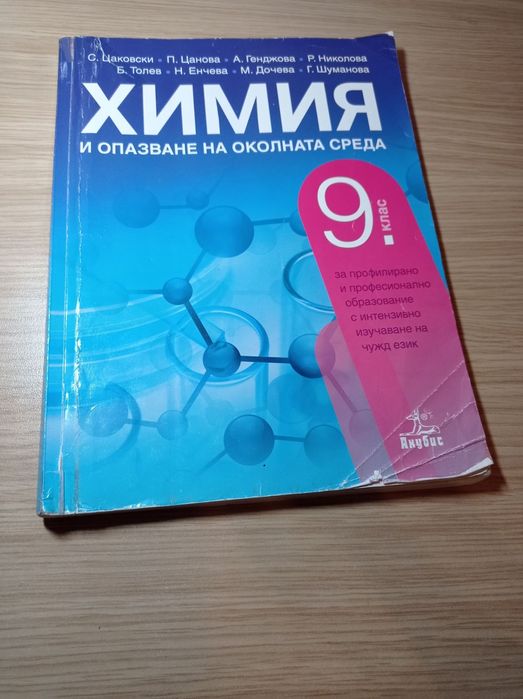 С. Цаковски • П. Цанова • А. Генджова • Р. Николова
Б. Толев • Н. Енчева • М. Дочева • Г. Шуманова
ХИМИЯ
И ОПАЗВАНЕ НА ОКОЛНАТА СРЕДА
9. клас
за профилирано
и професионално
образование
с интензивно
изучаване на
чужд език
Анубис